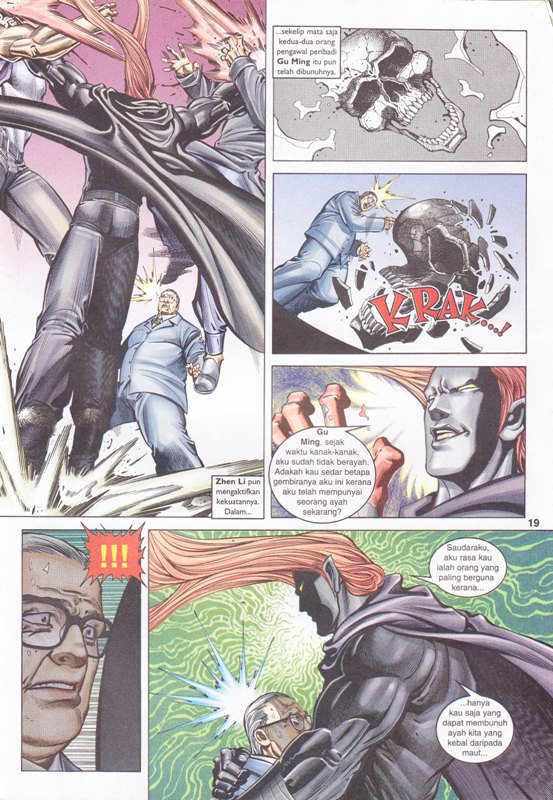 Zhen Li pun
mengaktifkan
kekuatannya.
Dalam...
...sekelip mata saja
kedua-dua orang
pengawal peribadi
Gu Ming itu pun
telah dibunuhnya.
KRAK...!
Gu
Ming, sejak
waktu kanak-kanak,
aku sudah tidak berayah.
Adakah kau sedar betapa
gembiranya aku ini kerana
aku telah mempunyai
seorang ayah
sekarang?
19
!!!
Saudaraku,
aku rasa kau
ialah orang yang
paling berguna
kerana...
...hanya
kau saja yang
dapat membunuh
ayah kita yang
kebal daripada
maut...